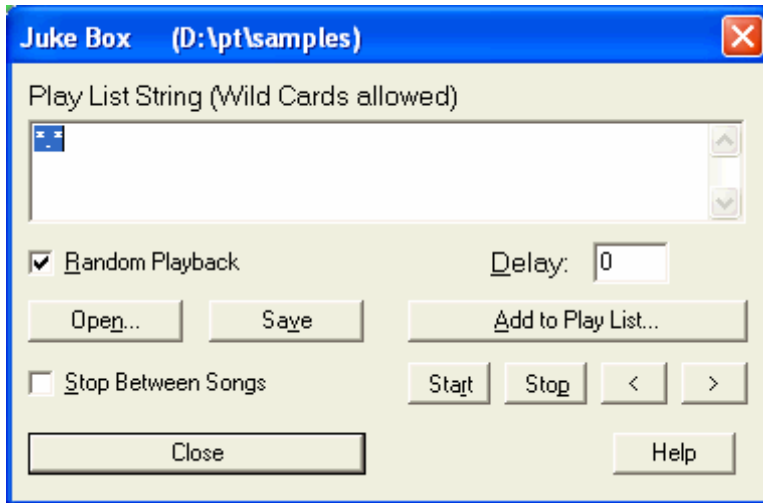 Juke Box (D:\pt\samples)
Play List String (Wild Cards allowed)
*.*
Random Playback Delay: 0
Open... Save Add to Play List...
Stop Between Songs Start Stop < >
Close Help